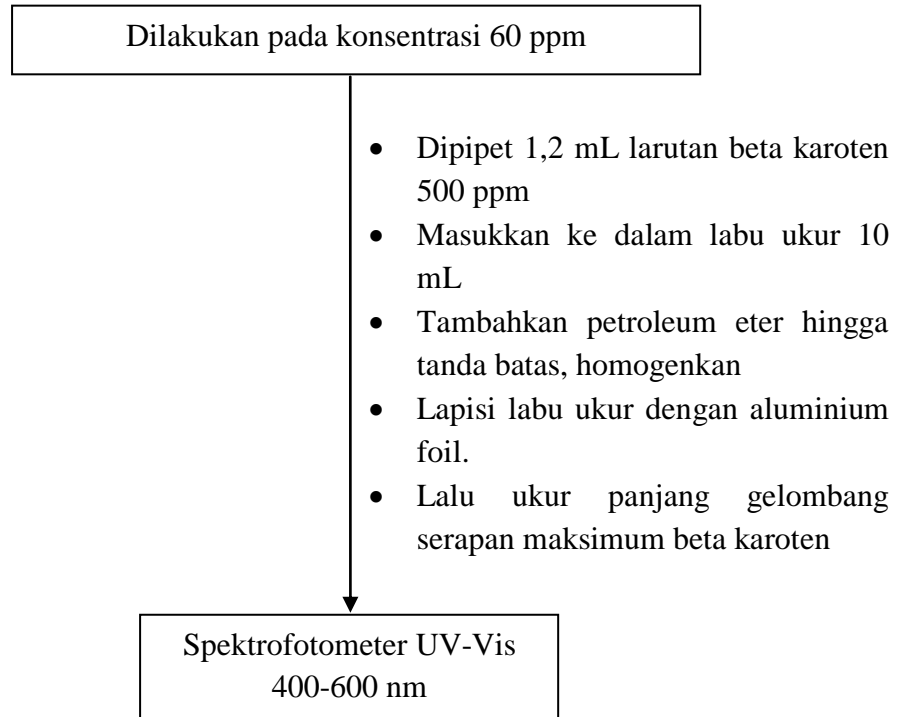 Dilakukan pada konsentrasi 60 ppm
• Dipipet 1,2 mL larutan beta karoten
500 ppm
• Masukkan ke dalam labu ukur 10
mL
• Tambahkan petroleum eter hingga
tanda batas, homogenkan
• Lapisi labu ukur dengan aluminium
foil.
• Lalu ukur panjang gelombang
serapan maksimum beta karoten
Spektrofotometer UV-Vis
400-600 nm